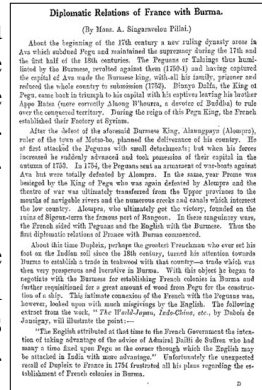 Diplomatic Relations of France with Burma.
(By Mons. A. Singaravelou Pillai.)
About the beginning of the 17th century a new ruling dynasty arose in
Ava which subdued Pegu and maintained the supremacy during the 17th and
the first half of the 18th centuries. The Peguans or Talaings thus humi-
liated by the Burmese, revolted against them (1750-1) and having captured
the capital of Ava made the Burmese king, with all his family, prisoner and
reduced the whole country to submission (1752). Binnya Dolfa, the King of
Pegu, came back in triumph to his capital with his captives leaving his brother
Appo Rataa (more correctly Alaong B'houra, a devotee of Buddha) to rule
over the conquered territory. During the reign of this Pegu King, the French
established their Factory at Syriam.
After the defeat of the aforesaid Burmese King, Alaungpaya (Alompra),
ruler of the town of Motso-bo, planned the deliverance of his country. He
at first attacked the Peguans with small detachments; but when his forces
increased he suddenly advanced and took possession of their capital in the
autumn of 1753. In 1754, the Peguans sent an armament of war-boats against
Ava but were totally defeated by Alompra. In the same, year Prome was
besieged by the King of Pegu who was again defeated by Alompra and the
theatre of war was ultimately transferred from the Upper provinces to the
mouths of navigable rivers and the numerous creeks and canals which intersect
the low country. Alompra, who ultimately got the victory, founded on the
ruins of Signun-torn the famous port of Rangoon. In these sanguinary wars,
the French sided with Peguans and the English with the Burmese. Thus the
first diplomatic relations of France with Burma commenced.
About this time Dupleix, perhaps the greatest Frenchman who ever set his
foot on the Indian soil since the 18th century, turned his attention towards
Burma to establish a trade in teakwood with that country—a trade which was
then very prosperous and lucrative in Burma. With this object he began to
negotiate with the Burmese for establishing French colonies in Burma and
further requisitioned for a great amount of wood from Pegu for the construc-
tion of a ship. This intimate connexion of the French with the Peguans was,
however, looked upon with much misgivings by the English. The following
extract from the work, "The World-Japan, Indo-China, etc., by Dubois de
Jancigny, will illustrate the point:—
"The English attracted at that time to the French Government the inten-
tion of taking advantage of the advice of Admiral Bailli de Suffren who had
many a time fixed upon Pegu as the corner through which the English may
be attacked in India with more advantage." Unfortunately the unexpected
recall of Dupleix to France in 1754 frustrated all his plans regarding the es-
tablishment of French colonies in Burma.
D